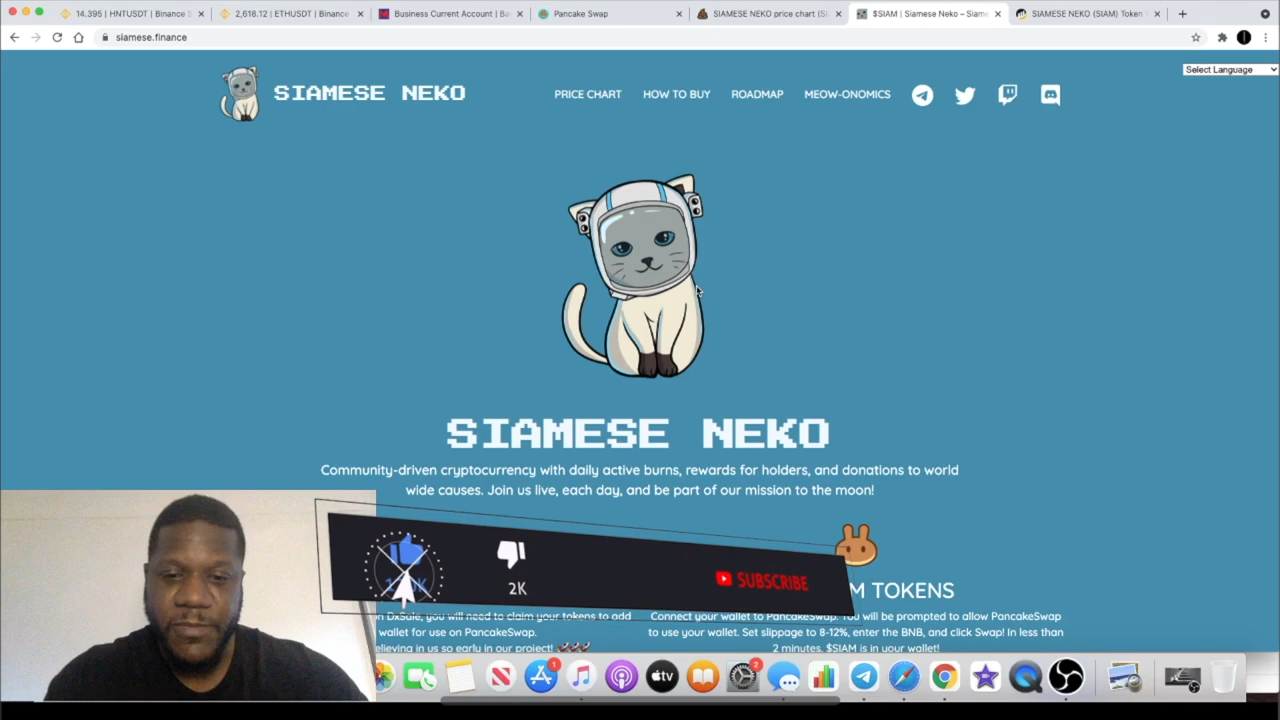 14.395 | HNTUSDT | Binance S
2,618.12 | ETHUSDT | Binance
Business Current Account | Ba
Pancake Swap
SIAMESE NEKO price chart (SI
$SIAM | Siamese Neko – Siame
SIAMESE NEKO (SIAM) Token
siamese.finance
Select Language
SIAMESE NEKO
PRICE CHART
HOW TO BUY
ROADMAP
MEOW-ONOMICS
SIAMESE NEKO
Community-driven cryptocurrency with daily active burns, rewards for holders, and donations to world
wide causes. Join us live, each day, and be part of our mission to the moon!
2K
SUBSCRIBE
M TOKENS
n DxSale, you will need to claim your tokens to add
wallet for use on PancakeSwap.
elieving in us so early in our project!
Connect your wallet to PancakeSwap. You will be prompted to allow PancakeSwap
to use your wallet. Set slippage to 8-12%, enter the BNB, and click Swap! In less than
2 minutes, $SIAM is in your wallet!
1
2
tv